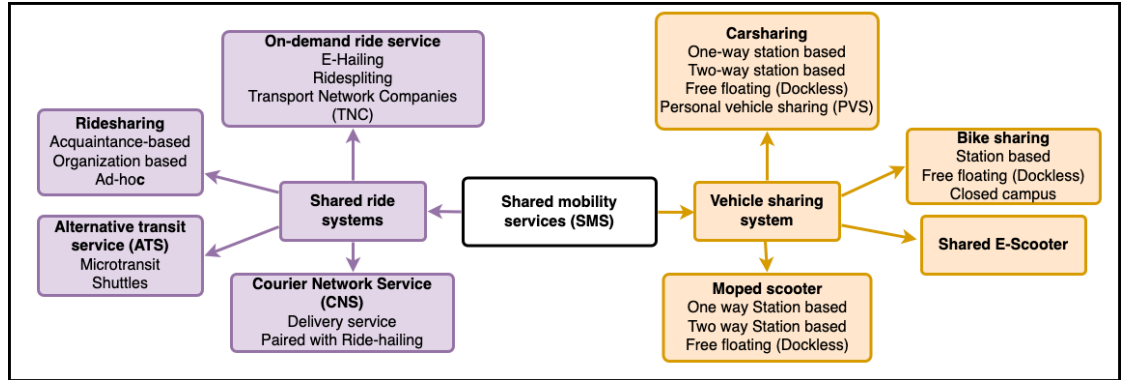 On-demand ride service
E-Hailing
Ridespliting
Transport Network Companies
(TNC)
Ridesharing
Acquaintance-based
Organization based
Ad-hoc
Alternative transit
service (ATS)
Microtransit
Shuttles
Shared ride
systems
Courier Network Service
(CNS)
Delivery service
Paired with Ride-hailing
Shared mobility
services (SMS)
Carsharing
One-way station based
Two-way station based
Free floating (Dockless)
Personal vehicle sharing (PVS)
Vehicle sharing
system
Bike sharing
Station based
Free floating (Dockless)
Closed campus
Shared E-Scooter
Moped scooter
One way Station based
Two way Station based
Free floating (Dockless)